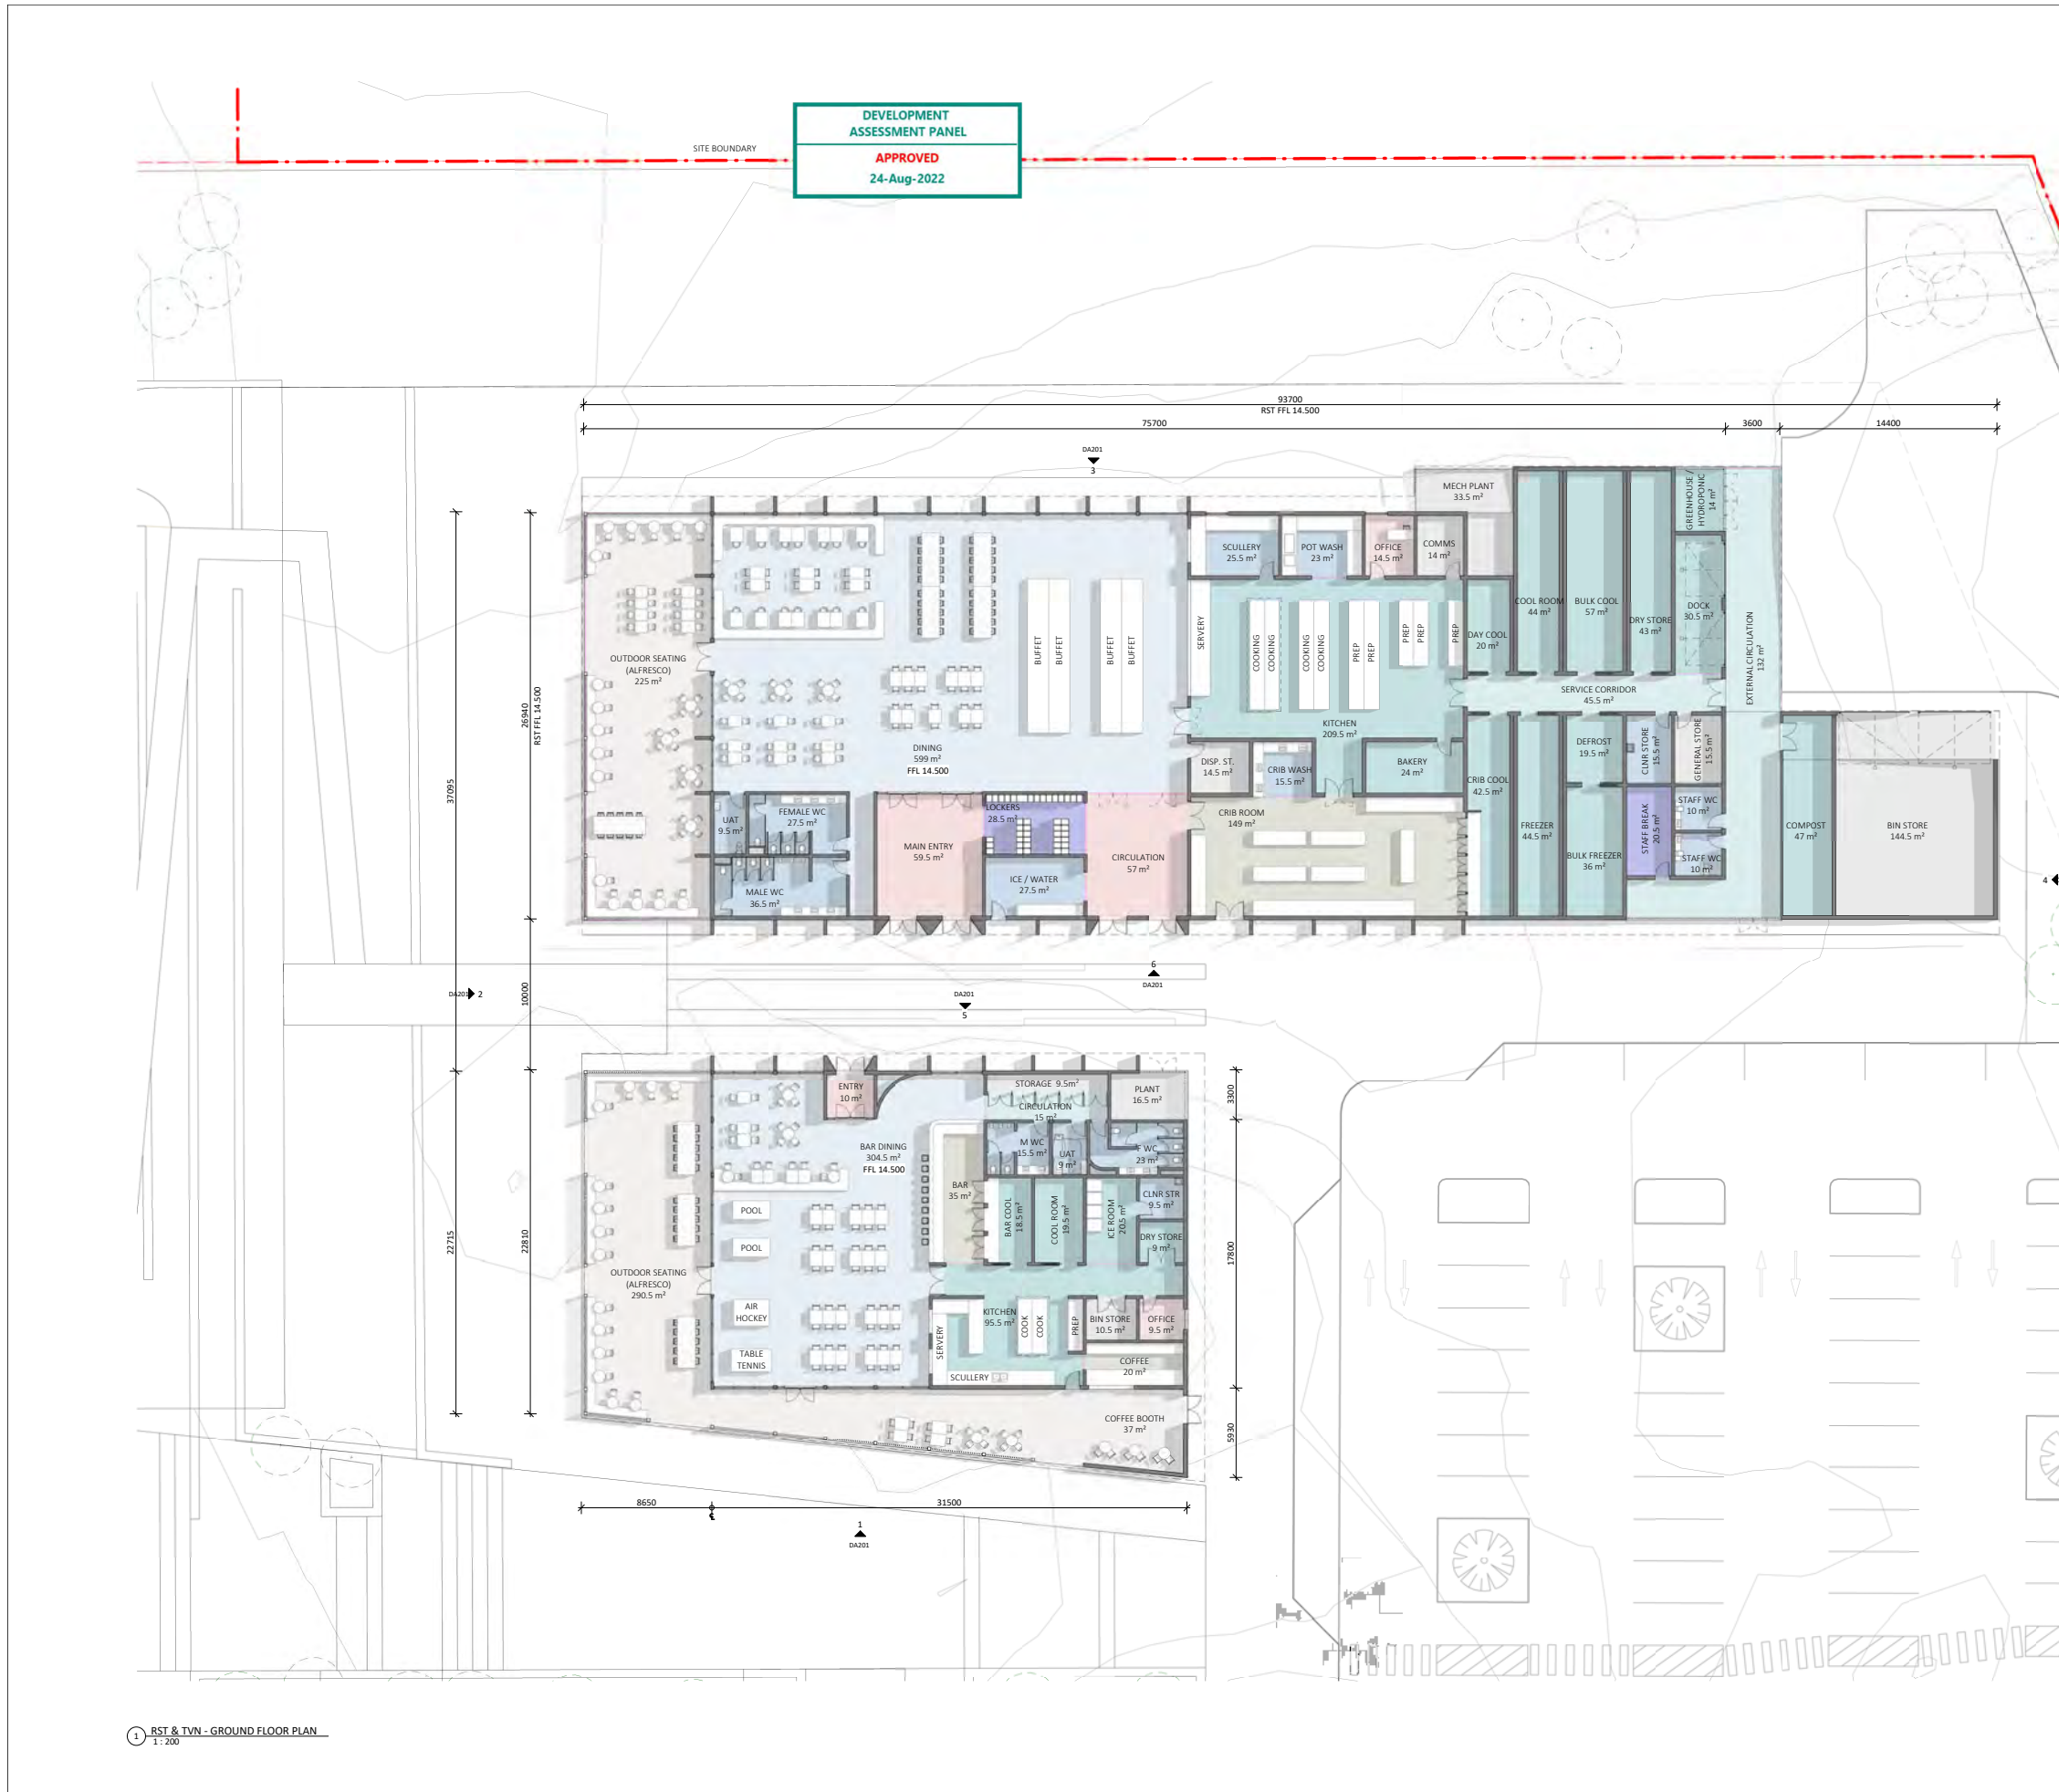 DEVELOPMENT
ASSESSMENT PANEL
APPROVED
24-Aug-2022
SITE BOUNDARY
93700
RST FFL 14.500
75700
3600
14400
DA201
3
MECH PLANT
33.5 m²
GREENHOUSE /
HYDROPONIC
14 m²
SCULLERY
25.5 m²
POT WASH
23 m²
OFFICE
14.5 m²
COMMS
14 m²
COOL ROOM
44 m²
BULK COOL
57 m²
DRY STORE
43 m²
DOCK
30.5 m²
DAY COOL
20 m²
EXTERNAL CIRCULATION
132 m²
SERVICE CORRIDOR
45.5 m²
OUTDOOR SEATING
(ALFRESCO)
225 m²
BUFFET
BUFFET
BUFFET
BUFFET
SERVERY
COOKING
COOKING
COOKING
COOKING
PREP
PREP
PREP
PREP
PREP
KITCHEN
209.5 m²
DINING
599 m²
FFL 14.500
DISP. ST.
14.5 m²
CRIB WASH
15.5 m²
BAKERY
24 m²
CRIB COOL
42.5 m²
FREEZER
44.5 m²
DEFROST
19.5 m²
CLNR STORE
15.5 m²
GENERAL STORE
15.5 m²
UAT
9.5 m²
FEMALE WC
27.5 m²
MALE WC
36.5 m²
MAIN ENTRY
59.5 m²
LOCKERS
28.5 m²
ICE / WATER
27.5 m²
CIRCULATION
57 m²
CRIB ROOM
149 m²
BULK FREEZER
36 m²
STAFF BREAK
20.5 m²
STAFF WC
10 m²
STAFF WC
10 m²
COMPOST
47 m²
BIN STORE
144.5 m²
4
37095
26940
RST FFL 14.500
10000
DA201
2
6
DA201
DA201
5
22715
22810
ENTRY
10 m²
STORAGE 9.5m²
CIRCULATION
15 m²
PLANT
16.5 m²
3300
BAR DINING
304.5 m²
FFL 14.500
M WC
15.5 m²
UAT
9 m²
F WC
23 m²
BAR
35 m²
BAR COOL
18.5 m²
COOL ROOM
19.5 m²
ICE ROOM
20.5 m²
CLNR STR
9.5 m²
DRY STORE
9 m²
17800
POOL
POOL
OUTDOOR SEATING
(ALFRESCO)
290.5 m²
AIR
HOCKEY
TABLE
TENNIS
SERVERY
KITCHEN
95.5 m²
COOK
COOK
PREP
BIN STORE
10.5 m²
OFFICE
9.5 m²
COFFEE
20 m²
SCULLERY
COFFEE BOOTH
37 m²
5930
8650
31500
1
DA201
1
RST & TVN - GROUND FLOOR PLAN
1 : 200